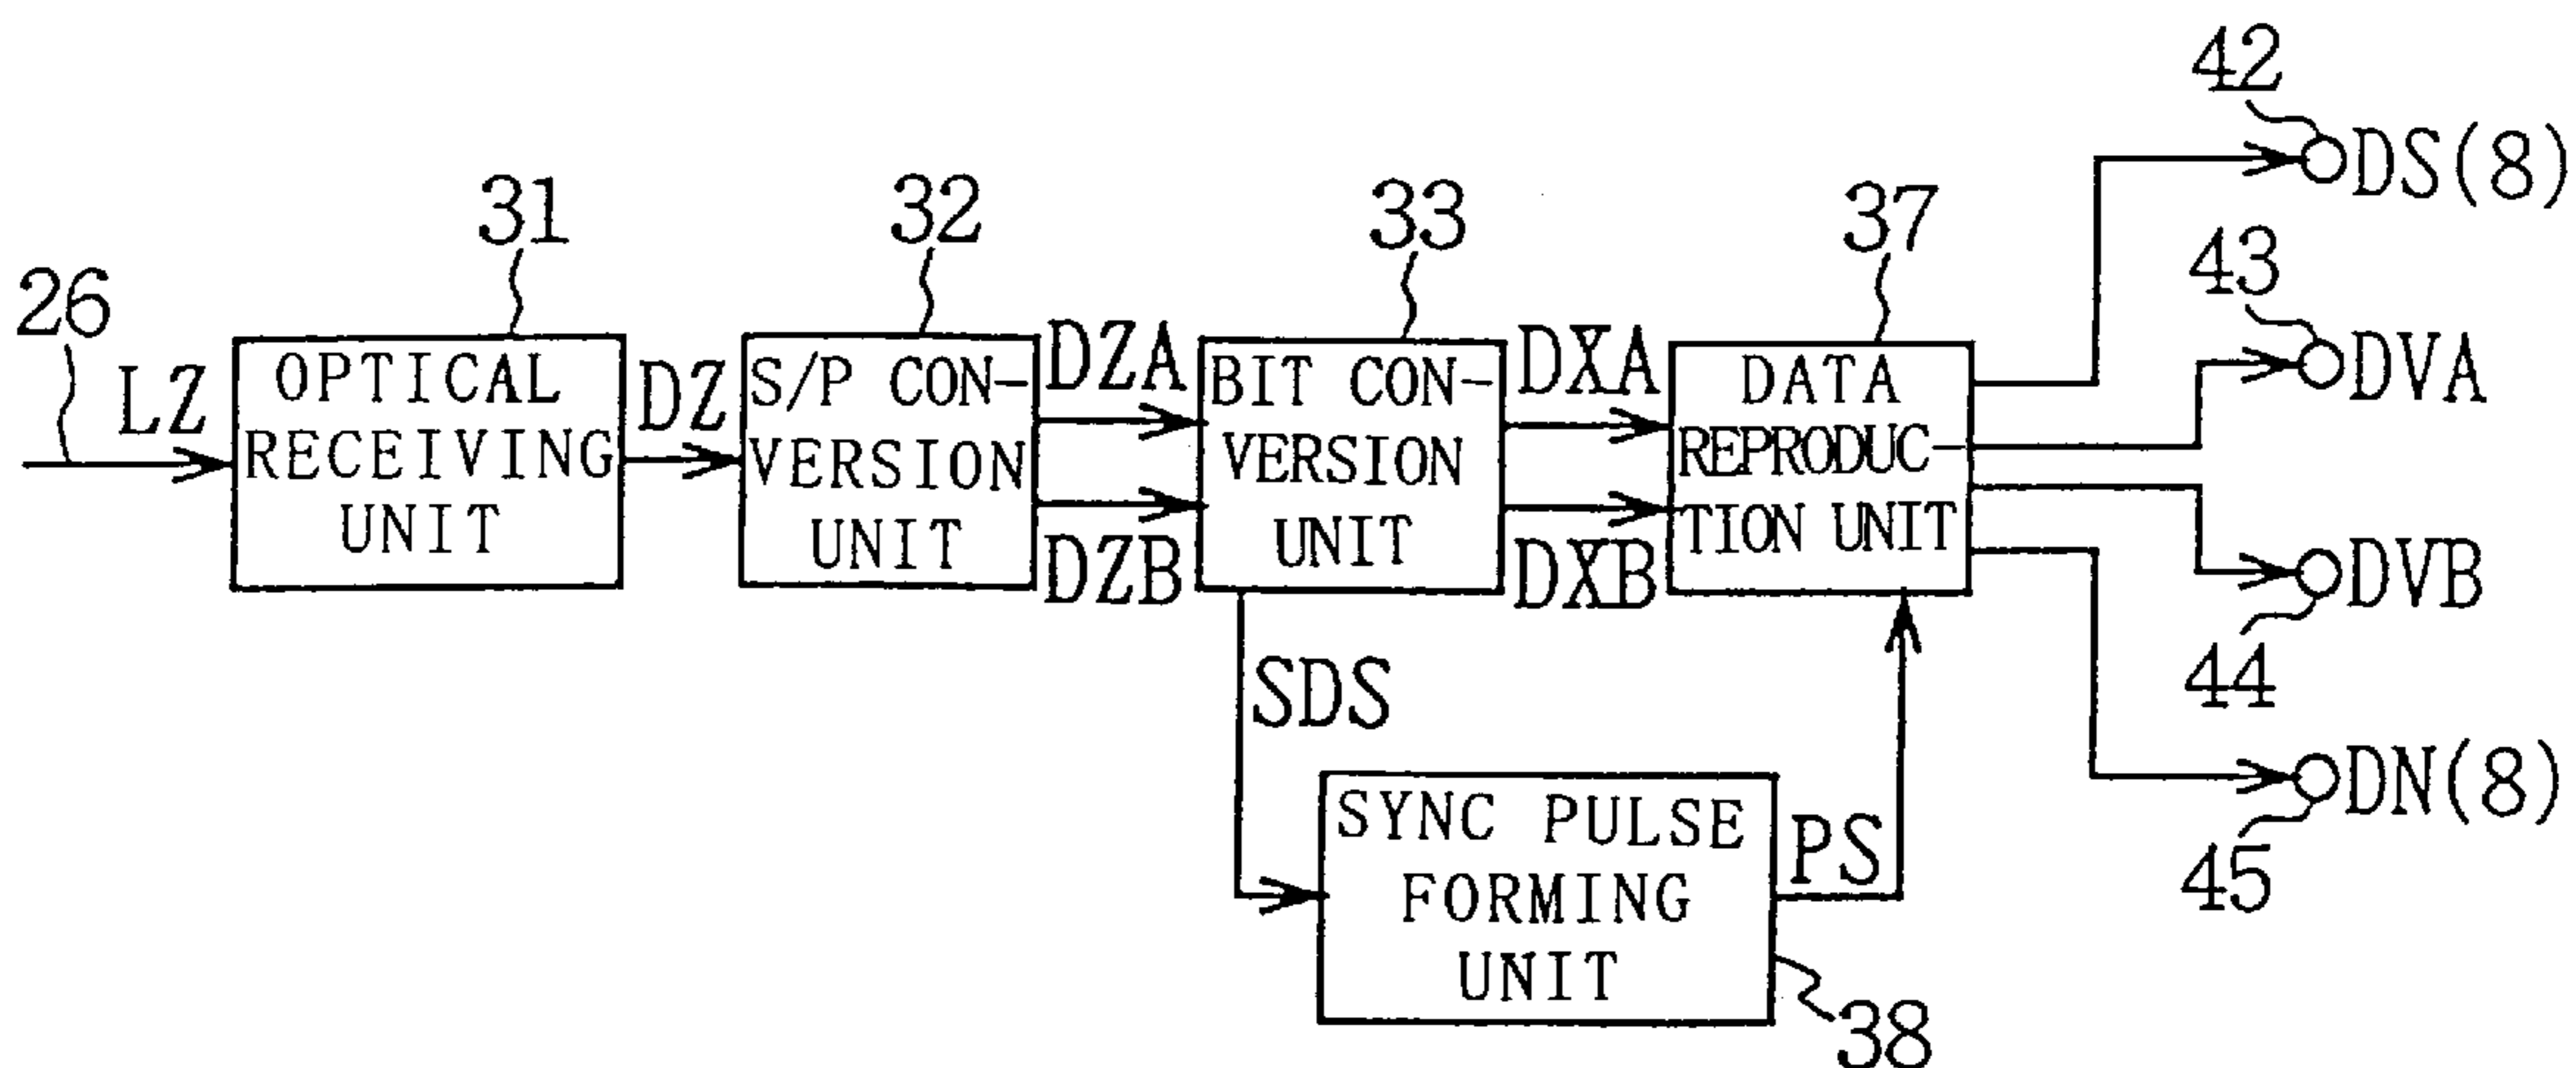 42
DS(8)
31
32
33
37
43
26
LZ
OPTICAL
RECEIVING
UNIT
DZ
S/P CON-
VERSION
UNIT
DZA
DZB
BIT CON-
VERSION
UNIT
DXA
DXB
DATA
REPRODUC-
TION UNIT
DVA
DVB
44
SDS
SYNC PULSE
FORMING
UNIT
PS
DN(8)
45
38